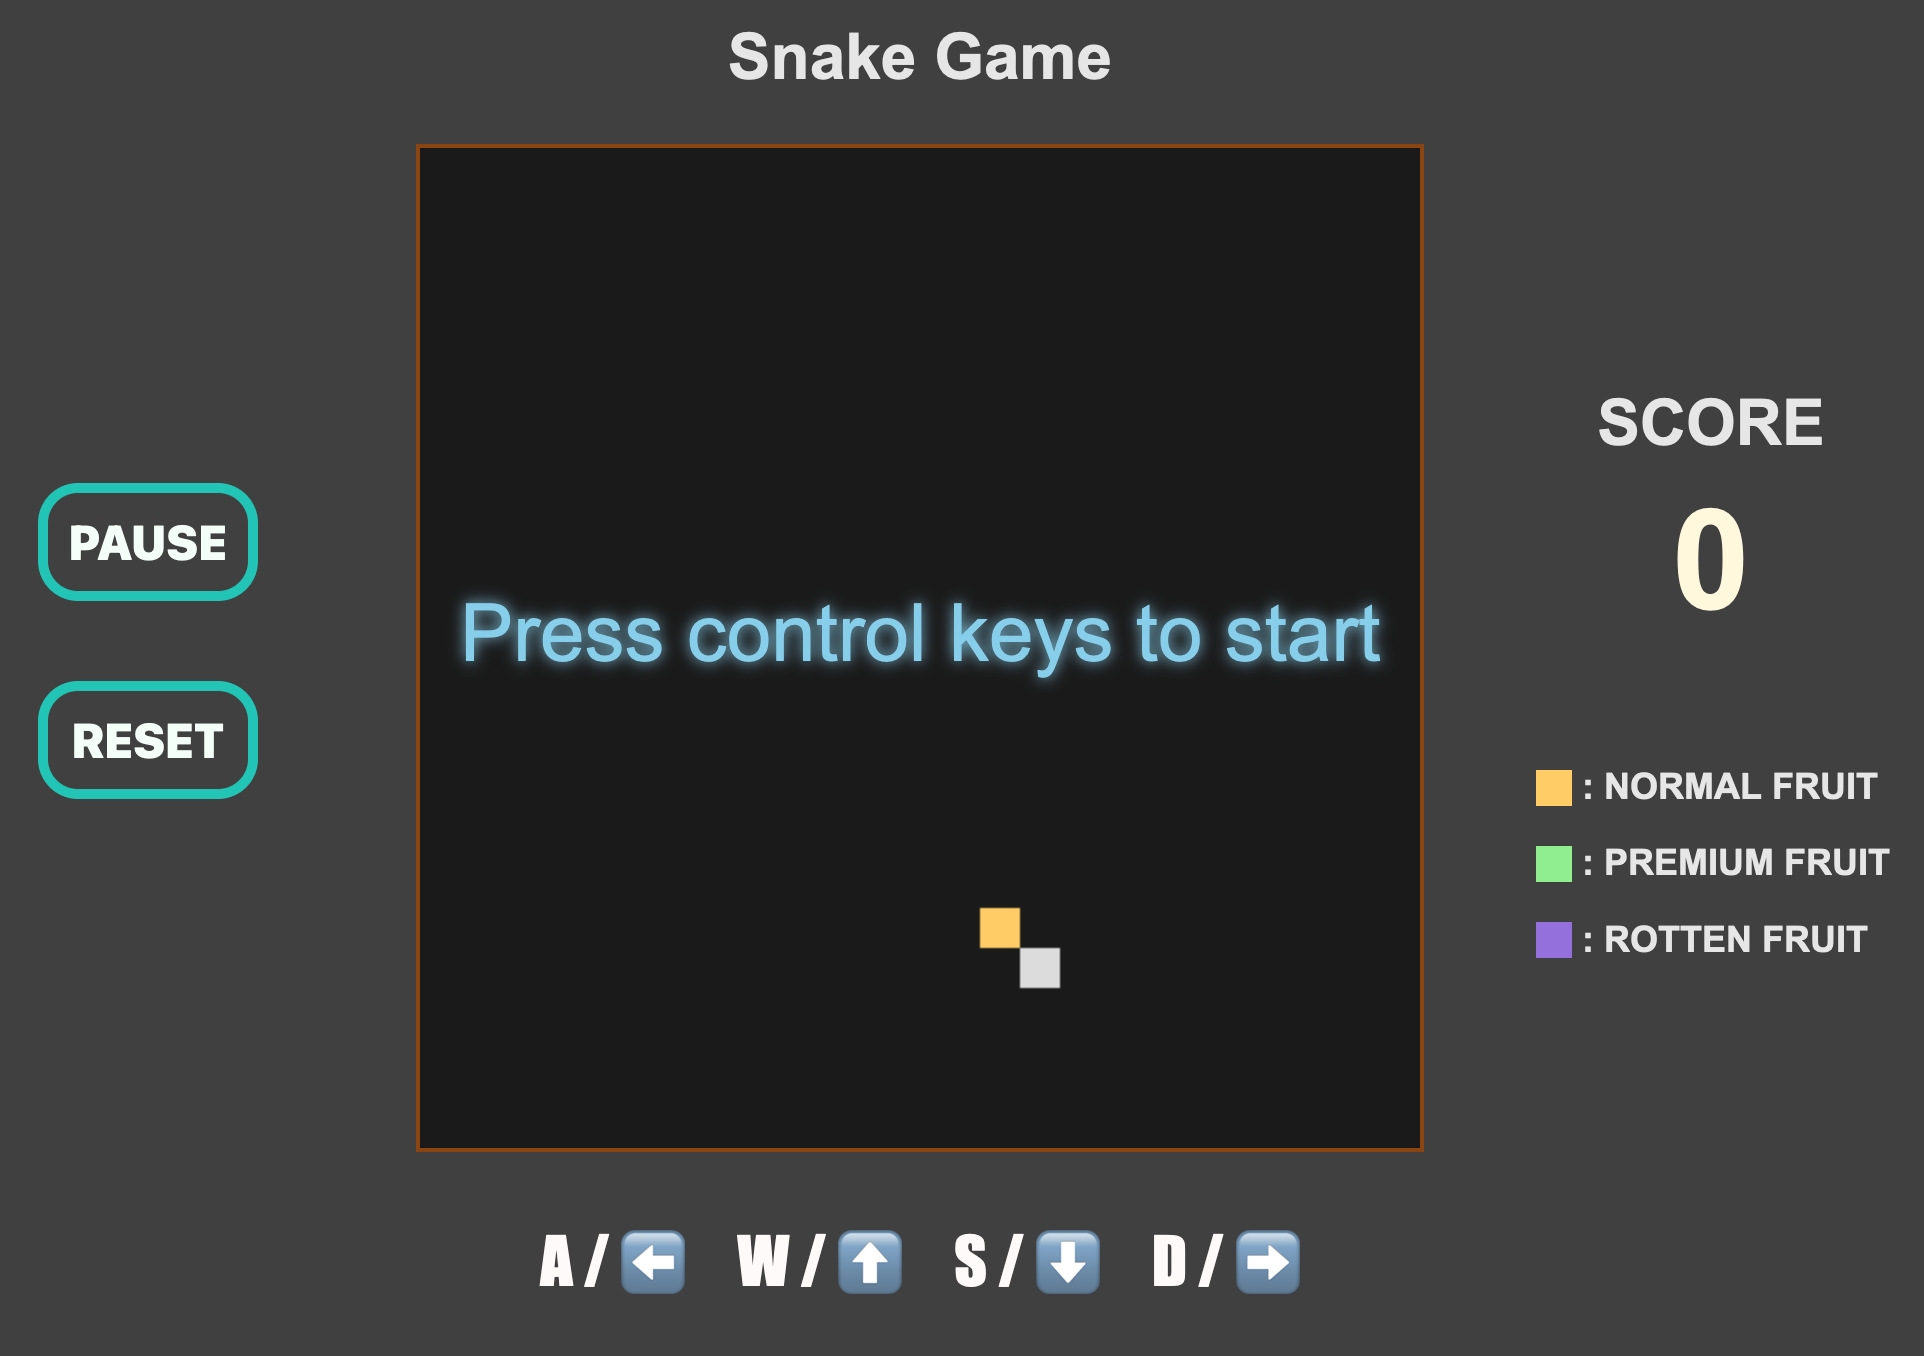 Snake Game
PAUSE
RESET
Press control keys to start
SCORE
0
: NORMAL FRUIT
: PREMIUM FRUIT
: ROTTEN FRUIT
A / ⬅️ W / ⬆️ S / ⬇️ D / ➡️